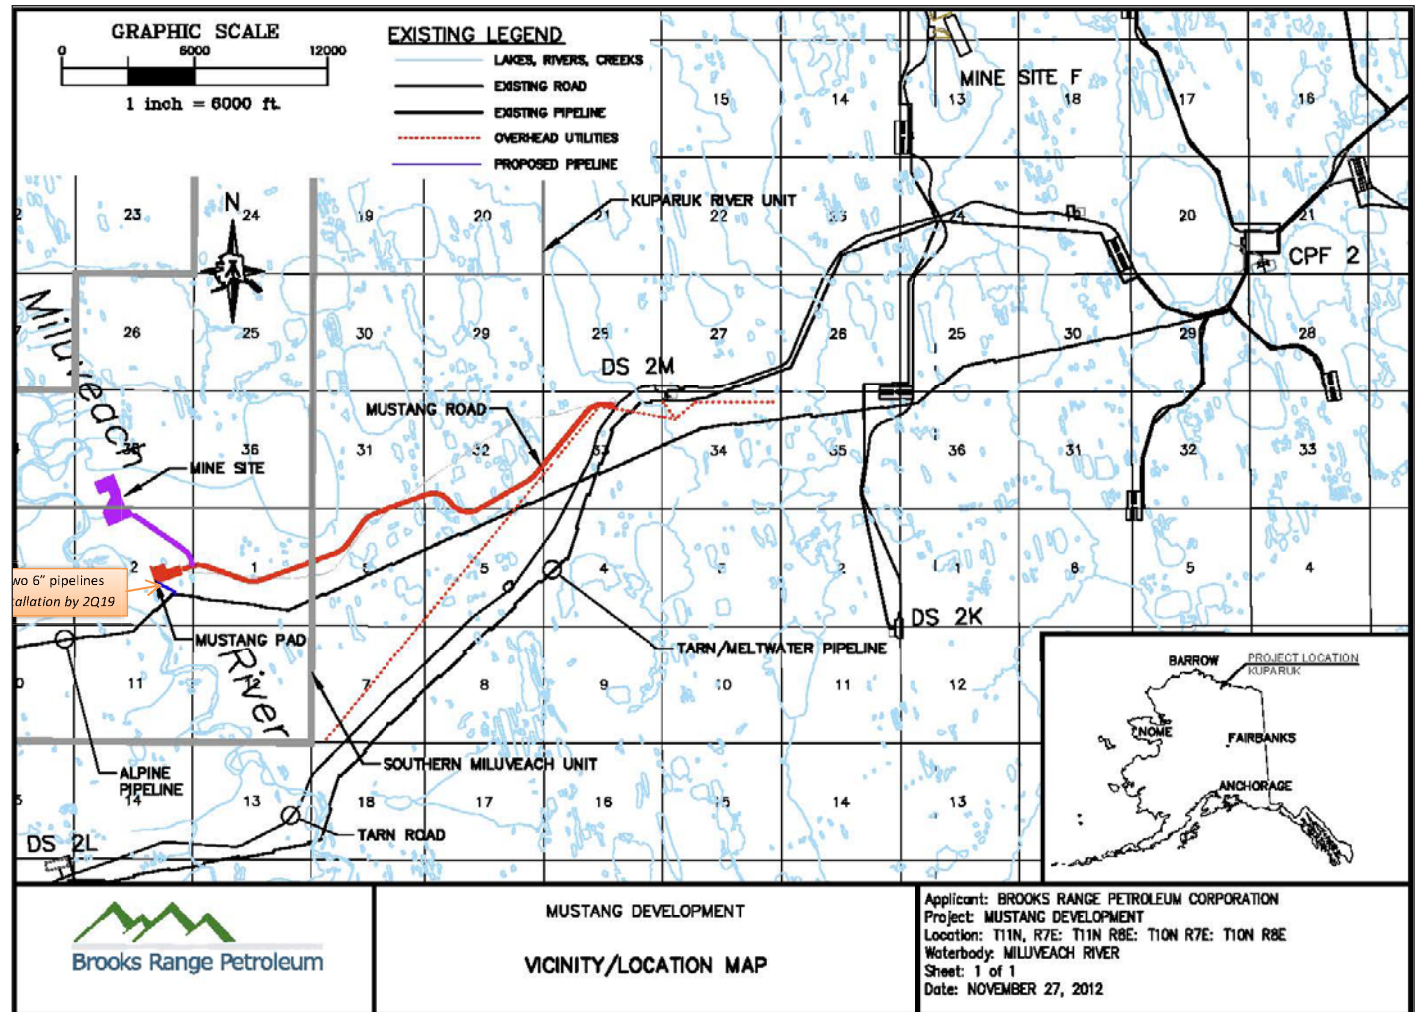 GRAPHIC SCALE
0 6000 12000
1 inch = 6000 ft.
EXISTING LEGEND
LAKES, RIVERS, CREEKS
EXISTING ROAD
EXISTING PIPELINE
OVERHEAD UTILITIES
PROPOSED PIPELINE
MINE SITE F
15 14 13 18 17 16
KUPARUK RIVER UNIT
N
23 24 19 20 21 22 23 24 20 21
CPF 2
Miluveach
26 25 30 29 28 27 26 25 30 29 28
DS 2M
MUSTANG ROAD
35 36 31 32 33 34 35 36 31 32 33
MINE SITE
2 1 6 5 4 3 2 1 6 5 4
wo 6" pipelines
tallation by 2Q19
DS 2K
MUSTANG PAD
TARN/MELTWATER PIPELINE
River
11 12 7 8 9 10 11 12
ALPINE
PIPELINE
SOUTHERN MILUVEACH UNIT
14 13 18 17 16 15 14 13
TARN ROAD
DS 2L
BARROW
PROJECT LOCATION
KUPARUK
NOME
FAIRBANKS
ANCHORAGE
Brooks Range Petroleum
MUSTANG DEVELOPMENT
VICINITY/LOCATION MAP
Applicant: BROOKS RANGE PETROLEUM CORPORATION
Project: MUSTANG DEVELOPMENT
Location: T11N, R7E: T11N R8E: T10N R7E: T10N R8E
Waterbody: MILUVEACH RIVER
Sheet: 1 of 1
Date: NOVEMBER 27, 2012